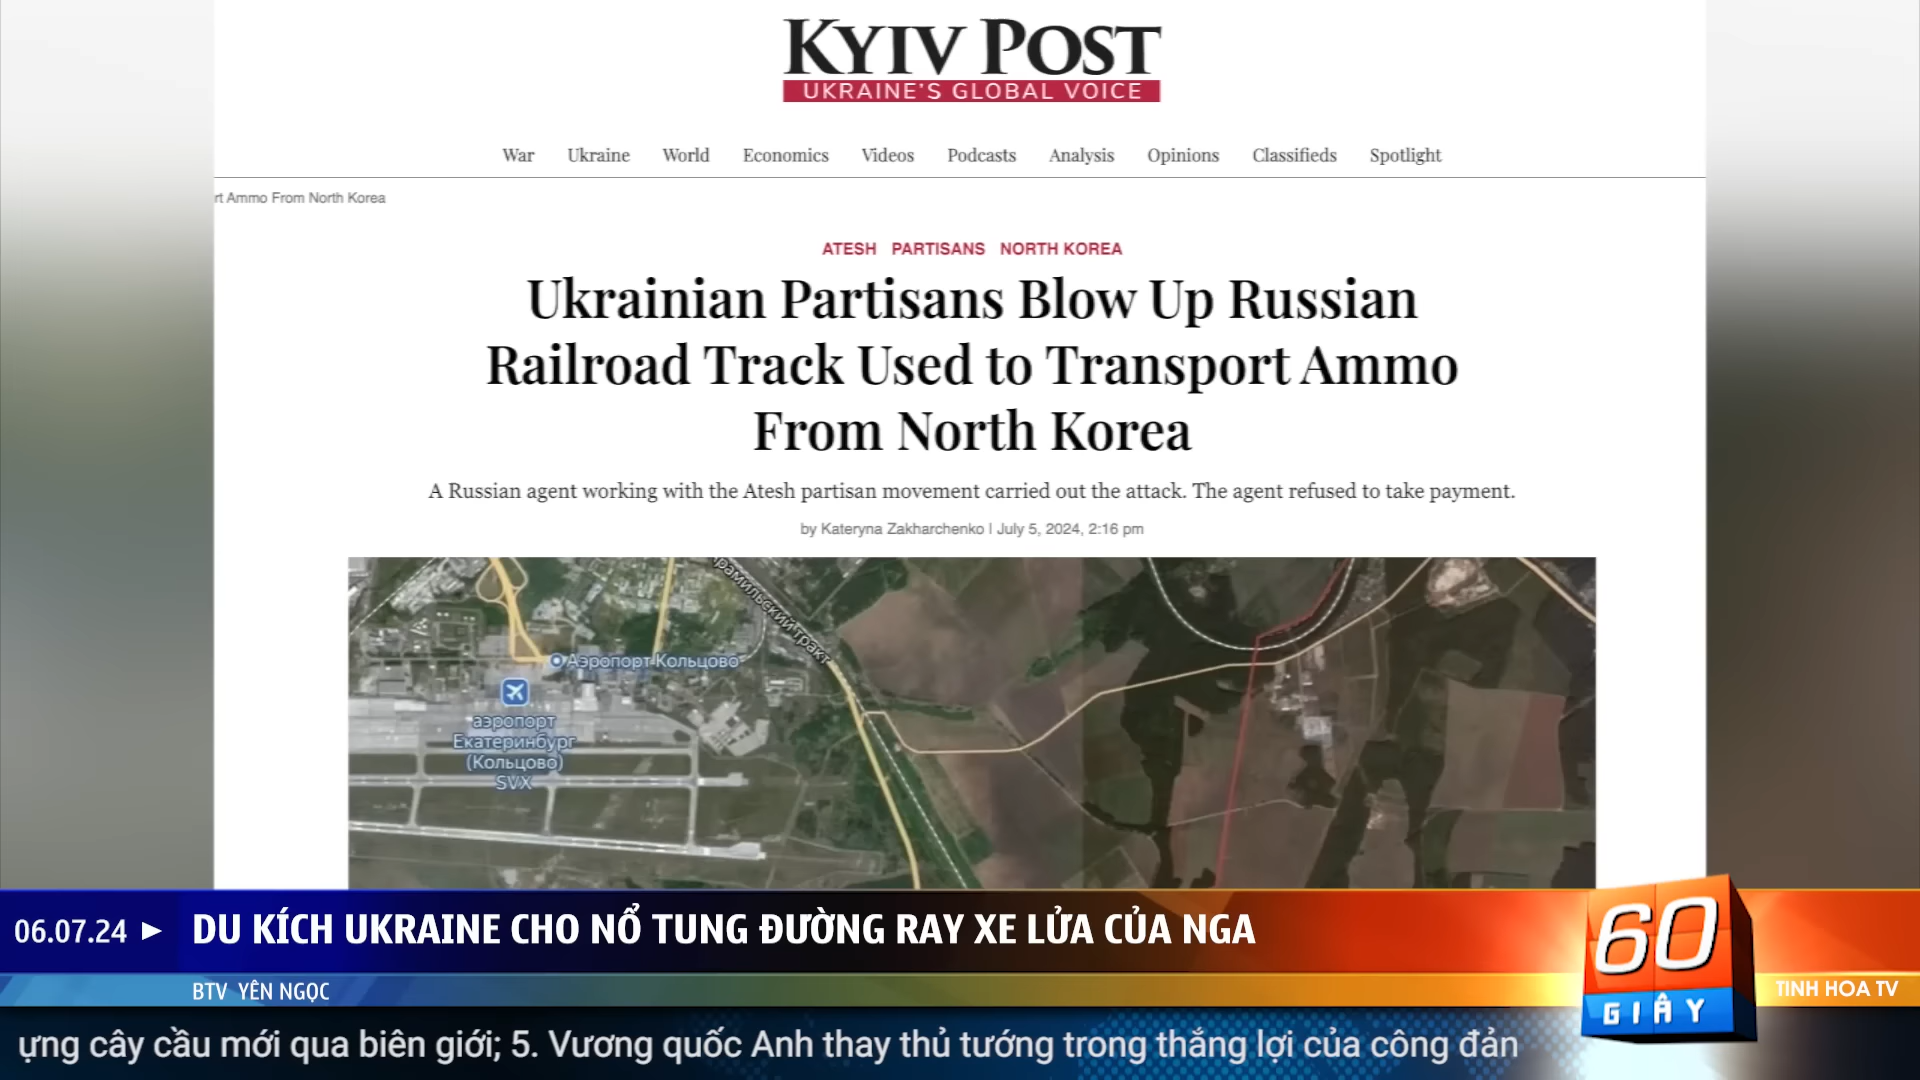 KYIV POST
UKRAINE'S GLOBAL VOICE
War Ukraine World Economics Videos Podcasts Analysis Opinions Classifieds Spotlight
rt Ammo From North Korea
ATESH PARTISANS NORTH KOREA
Ukrainian Partisans Blow Up Russian
Railroad Track Used to Transport Ammo
From North Korea
A Russian agent working with the Atesh partisan movement carried out the attack. The agent refused to take payment.
by Kateryna Zakharchenko | July 5, 2024, 2:16 pm
рамильский тракт
Аэропорт Кольцово
аэропорт
Екатеринбург
(Кольцово)
SVX
06.07.24 ► DU KÍCH UKRAINE CHO NỔ TUNG ĐƯỜNG RAY XE LỬA CỦA NGA
60
GIÂY
BTV YÊN NGỌC
TINH HOA TV
ựng cây cầu mới qua biên giới; 5. Vương quốc Anh thay thủ tướng trong thắng lợi của công đản